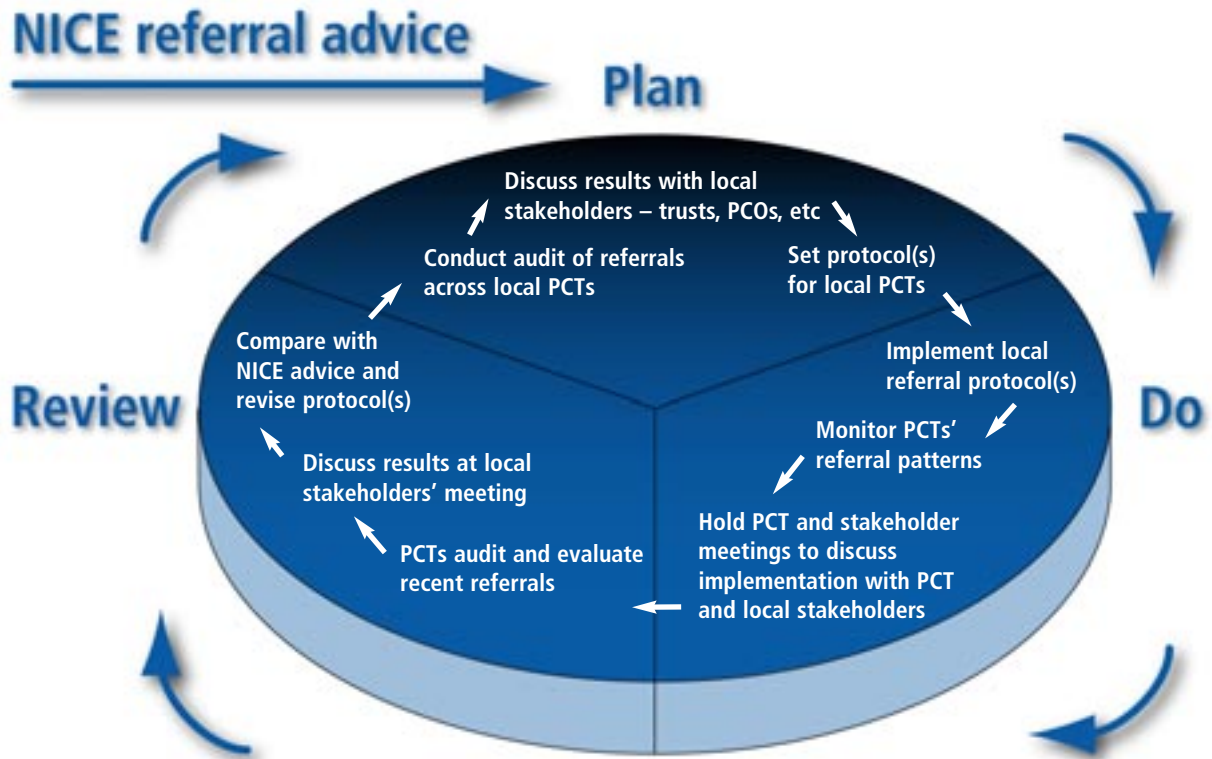 NICE referral advice
Plan
Discuss results with local
stakeholders – trusts, PCOs, etc
Conduct audit of referrals
across local PCTs
Set protocol(s)
for local PCTs
Compare with
NICE advice and
revise protocol(s)
Implement local
referral protocol(s)
Review
Do
Monitor PCTs’
referral patterns
Discuss results at local
stakeholders’ meeting
Hold PCT and stakeholder
meetings to discuss
implementation with PCT
and local stakeholders
PCTs audit and evaluate
recent referrals